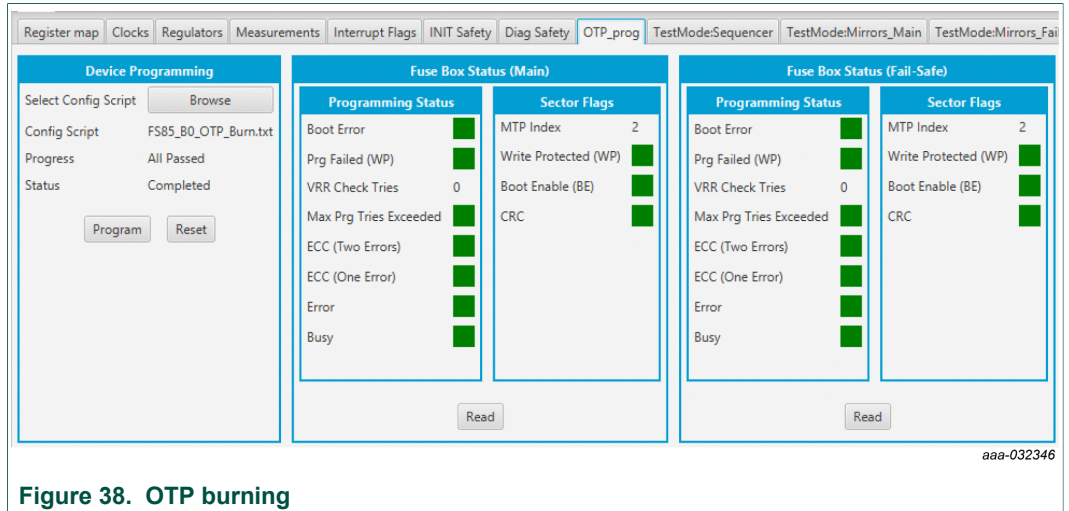 Register map Clocks Regulators Measurements Interrupt Flags INIT Safety Diag Safety OTP_prog TestMode:Sequencer TestMode:Mirrors_Main TestMode:Mirrors_Fai
Device Programming
Select Config Script Browse
Config Script FS85_B0_OTP_Burn.txt
Progress All Passed
Status Completed
Program Reset
Fuse Box Status (Main)
Programming Status
Boot Error
Prg Failed (WP)
VRR Check Tries 0
Max Prg Tries Exceeded
ECC (Two Errors)
ECC (One Error)
Error
Busy
Sector Flags
MTP Index 2
Write Protected (WP)
Boot Enable (BE)
CRC
Read
Fuse Box Status (Fail-Safe)
Programming Status
Boot Error
Prg Failed (WP)
VRR Check Tries 0
Max Prg Tries Exceeded
ECC (Two Errors)
ECC (One Error)
Error
Busy
Sector Flags
MTP Index 2
Write Protected (WP)
Boot Enable (BE)
CRC
Read
aaa-032346
Figure 38. OTP burning